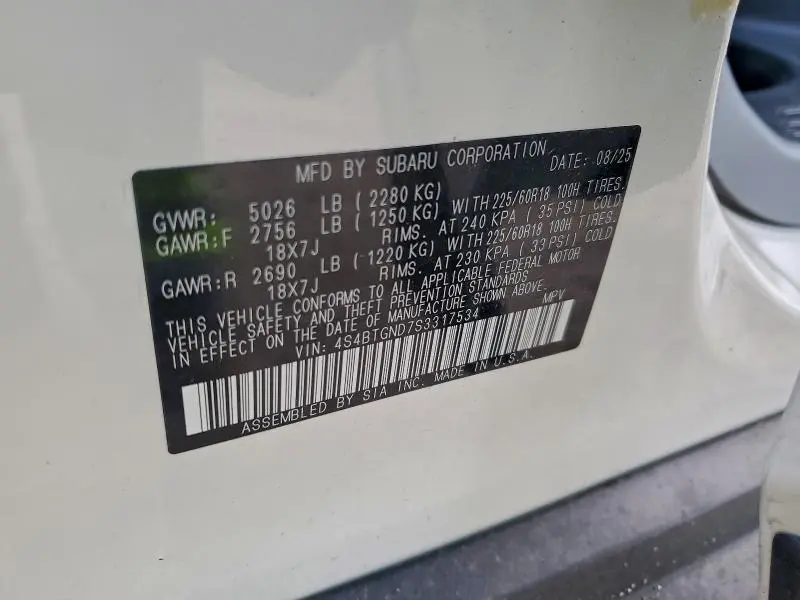 MFD BY SUBARU CORPORATION DATE: 08/25
GVWR: 5026 LB ( 2280 KG)
GAWR:F 2756 LB ( 1250 KG) WITH 225/60R18 100H TIRES.
18X7J RIMS. AT 240 KPA ( 35 PSI) COLD
GAWR:R 2690 LB ( 1220 KG) WITH 225/60R18 100H TIRES.
18X7J RIMS. AT 230 KPA ( 33 PSI) COLD
THIS VEHICLE CONFORMS TO ALL APPLICABLE FEDERAL MOTOR
VEHICLE SAFETY AND THEFT PREVENTION STANDARDS
IN EFFECT ON THE DATE OF MANUFACTURE SHOWN ABOVE.
VIN: 4S4BTGND7S3317534 MPV
ASSEMBLED BY SIA INC. MADE IN U.S.A.